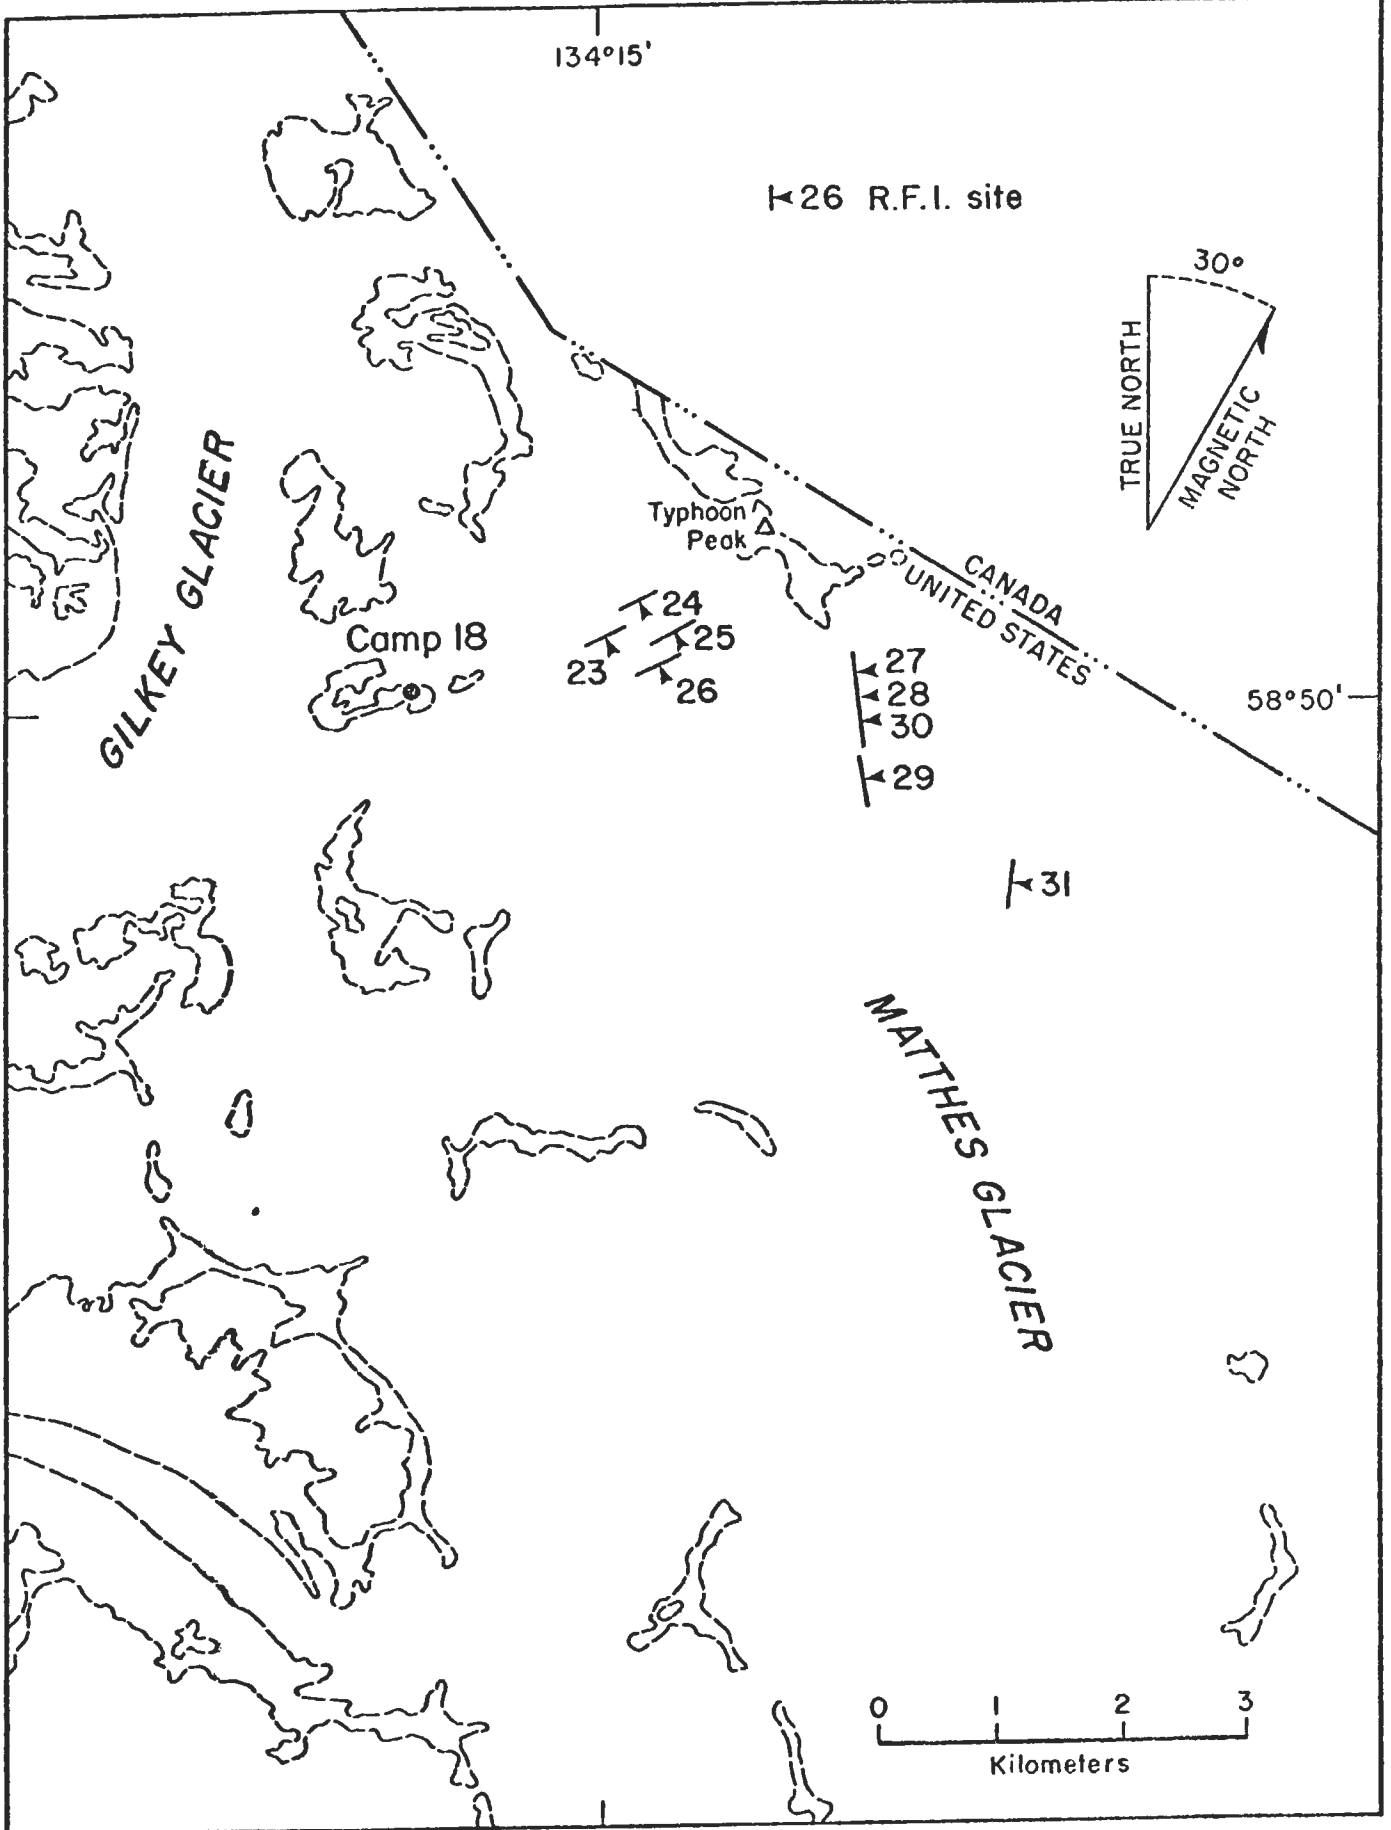 134°15'
26 R.F.I. site
30°
TRUE NORTH
MAGNETIC
NORTH
GILKEY GLACIER
Typhoon
Peak
CANADA
UNITED STATES
24
Camp 18
25
23
26
27
28
30
58°50'
29
31
MATTHES GLACIER
0 1 2 3
Kilometers